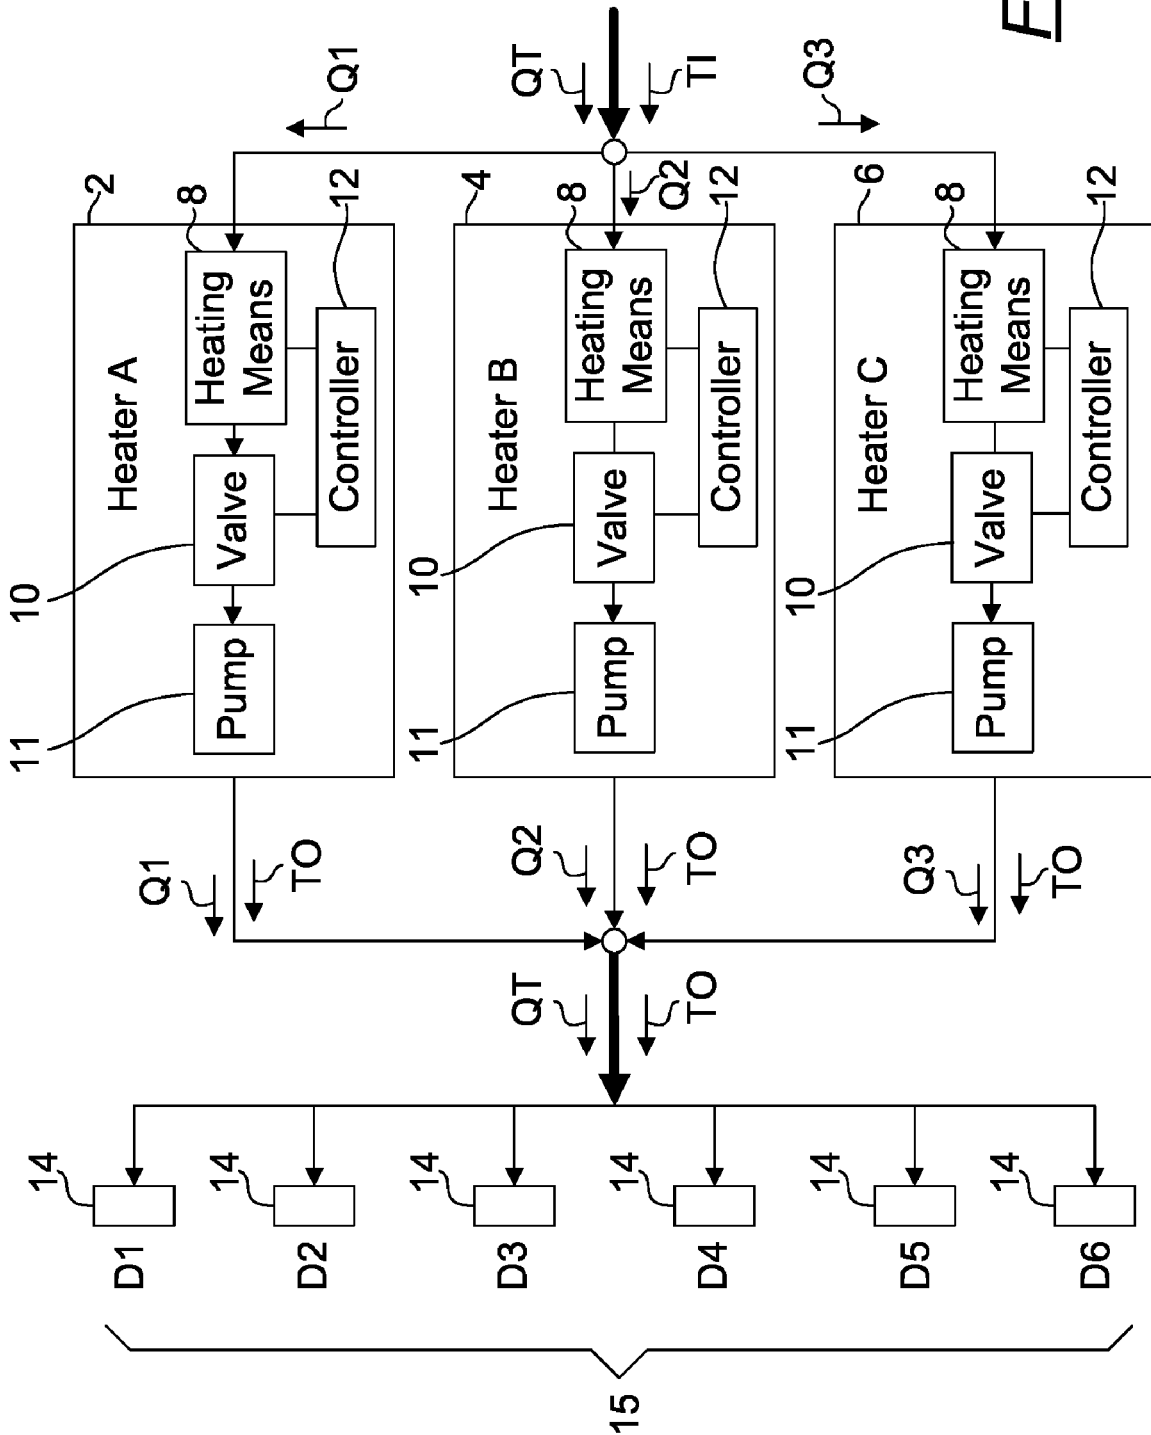 15
D1
14
D2
14
D3
14
D4
14
D5
14
D6
14
QT
TO
Q1
TO
Q2
TO
Q3
TO
Heater A
2
11
Pump
10
Valve
8
Heating
Means
Controller
12
Heater B
4
11
Pump
10
Valve
8
Heating
Means
Controller
12
Heater C
6
11
Pump
10
Valve
8
Heating
Means
Controller
12
Q1
Q2
Q3
QT
TI
F